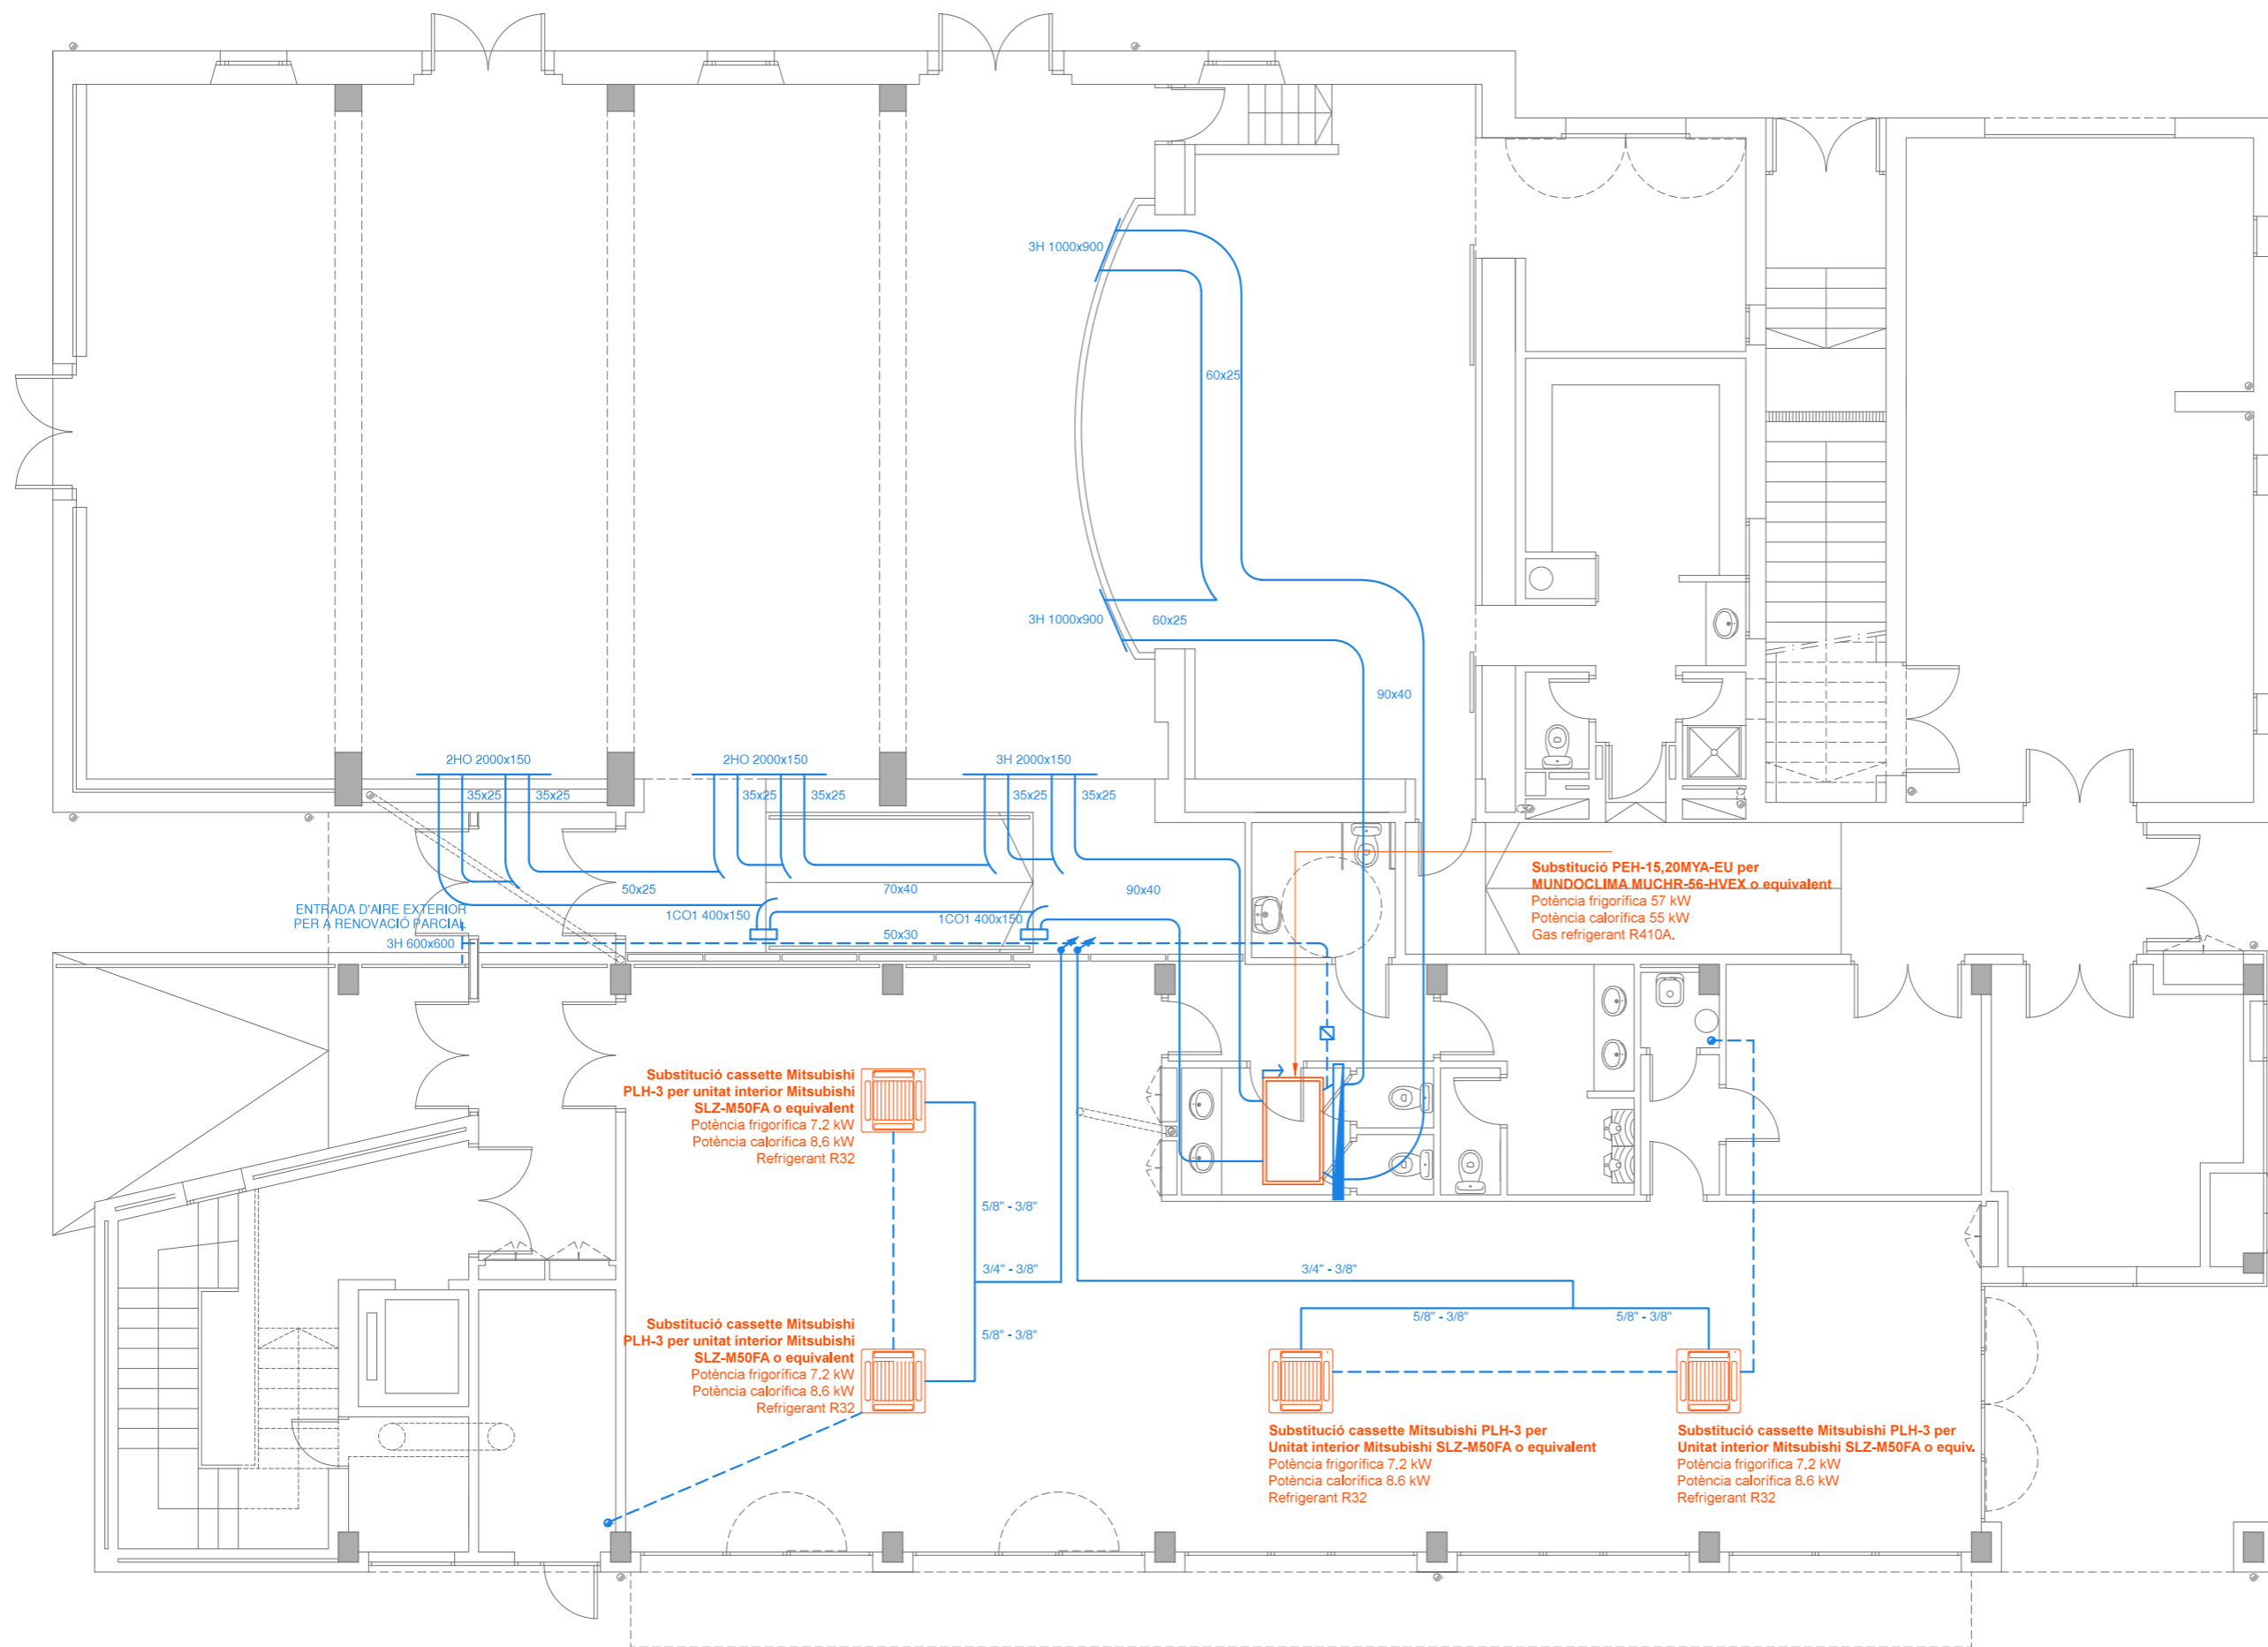 3H 1000x900
60x25
3H 1000x900
60x25
90x40
2HO 2000x150
2HO 2000x150
3H 2000x150
35x25
35x25
35x25
35x25
35x25
35x25
50x25
70x40
90x40
ENTRADA D'AIRE EXTERIOR
PER A RENOVACIÓ PARCIAL
3H 600x600
1CO1 400x150
1CO1 400x150
50x30
Substitució PEH-15,20MYA-EU per
MUNDOCLIMA MUCHR-56-HVEX o equivalent
Potència frigorífica 57 kW
Potència calorífica 55 kW
Gas refrigerant R410A.
Substitució cassette Mitsubishi
PLH-3 per unitat interior Mitsubishi
SLZ-M50FA o equivalent
Potència frigorífica 7.2 kW
Potència calorífica 8.6 kW
Refrigerant R32
5/8" - 3/8"
3/4" - 3/8"
5/8" - 3/8"
3/4" - 3/8"
5/8" - 3/8"
5/8" - 3/8"
Substitució cassette Mitsubishi
PLH-3 per unitat interior Mitsubishi
SLZ-M50FA o equivalent
Potència frigorífica 7.2 kW
Potència calorífica 8.6 kW
Refrigerant R32
Substitució cassette Mitsubishi PLH-3 per
Unitat interior Mitsubishi SLZ-M50FA o equivalent
Potència frigorífica 7.2 kW
Potència calorífica 8.6 kW
Refrigerant R32
Substitució cassette Mitsubishi PLH-3 per
Unitat interior Mitsubishi SLZ-M50FA o equiv.
Potència frigorífica 7.2 kW
Potència calorífica 8.6 kW
Refrigerant R32